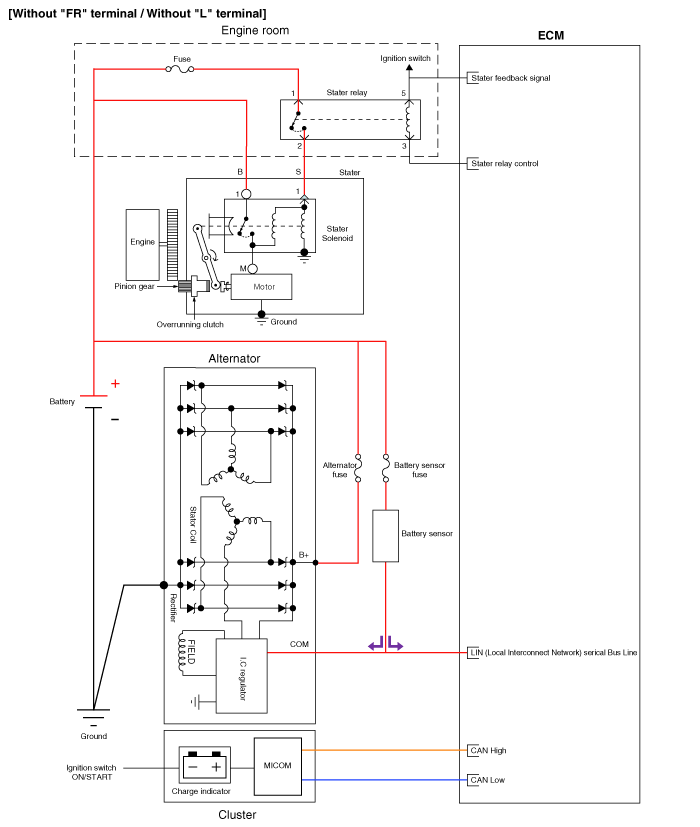 [Without "FR" terminal / Without "L" terminal]
Engine room
ECM
Fuse
Ignition switch
Stater feedback signal
1
Stater relay
5
2
3
Stater relay control
B
S
Stater
1
1
Engine
Stater
Solenoid
M
Motor
Pinion gear
Overrunning clutch
Ground
Alternator
+
Battery
−
Alternator
fuse
Battery sensor
fuse
Stator Coil
Battery sensor
B+
Rectifier
FIELD
I.C regulator
COM
LIN (Local Interconnect Network) serical Bus Line
Ground
CAN High
Ignition switch
ON/START
− +
MICOM
CAN Low
Charge indicator
Cluster